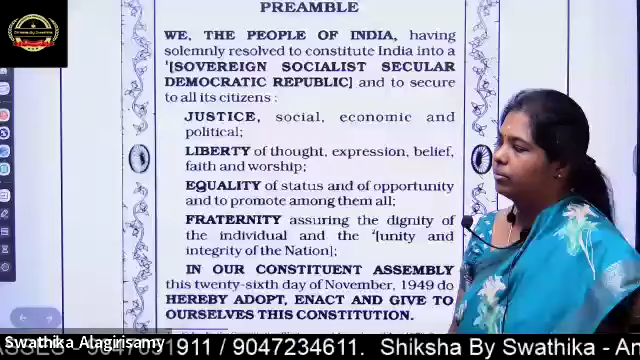 PREAMBLE
WE, THE PEOPLE OF INDIA, having
solemnly resolved to constitute India into a
¹[SOVEREIGN SOCIALIST SECULAR
DEMOCRATIC REPUBLIC] and to secure
to all its citizens :
JUSTICE, social, economic and
political;
LIBERTY of thought, expression, belief,
faith and worship;
EQUALITY of status and of opportunity
and to promote among them all;
FRATERNITY assuring the dignity of
the individual and the ²[unity and
integrity of the Nation];
IN OUR CONSTITUENT ASSEMBLY
this twenty-sixth day of November, 1949 do
HEREBY ADOPT, ENACT AND GIVE TO
OURSELVES THIS CONSTITUTION.
Swathika Alagirisamy
1911 / 9047234611. Shiksha By Swathika - An